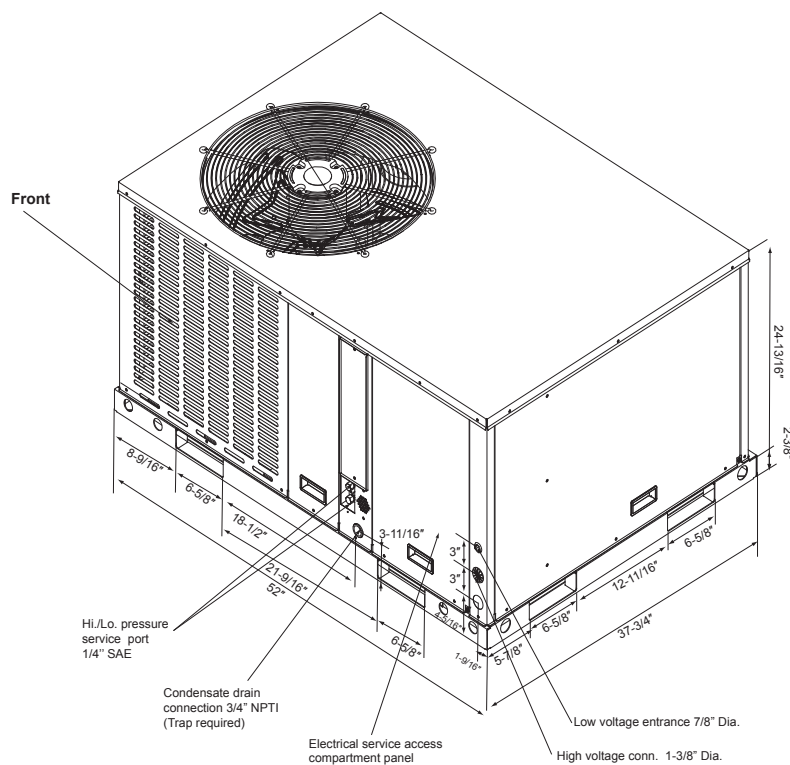 Front
24-13/16"
2-3/8"
8-9/16"
6-5/8"
18-1/2"
3-11/16"
3"
3"
6-5/8"
12-11/16"
21-9/16"
52"
4-5/16"
6-5/8"
37-3/4"
6-5/8"
5-7/8"
1-9/16"
Hi./Lo. pressure
service port
1/4" SAE
Condensate drain
connection 3/4" NPTI
(Trap required)
Electrical service access
compartment panel
Low voltage entrance 7/8" Dia.
High voltage conn. 1-3/8" Dia.